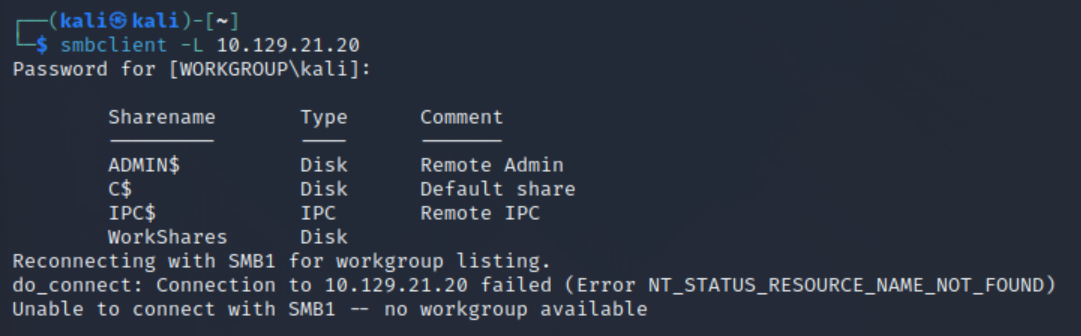 ┌──(kali㉿kali)-[~]
└─$ smbclient -L 10.129.21.20
Password for [WORKGROUP\kali]:
Sharename Type Comment
--------- ---- -------
ADMIN$ Disk Remote Admin
C$ Disk Default share
IPC$ IPC Remote IPC
WorkShares Disk
Reconnecting with SMB1 for workgroup listing.
do_connect: Connection to 10.129.21.20 failed (Error NT_STATUS_RESOURCE_NAME_NOT_FOUND)
Unable to connect with SMB1 -- no workgroup available